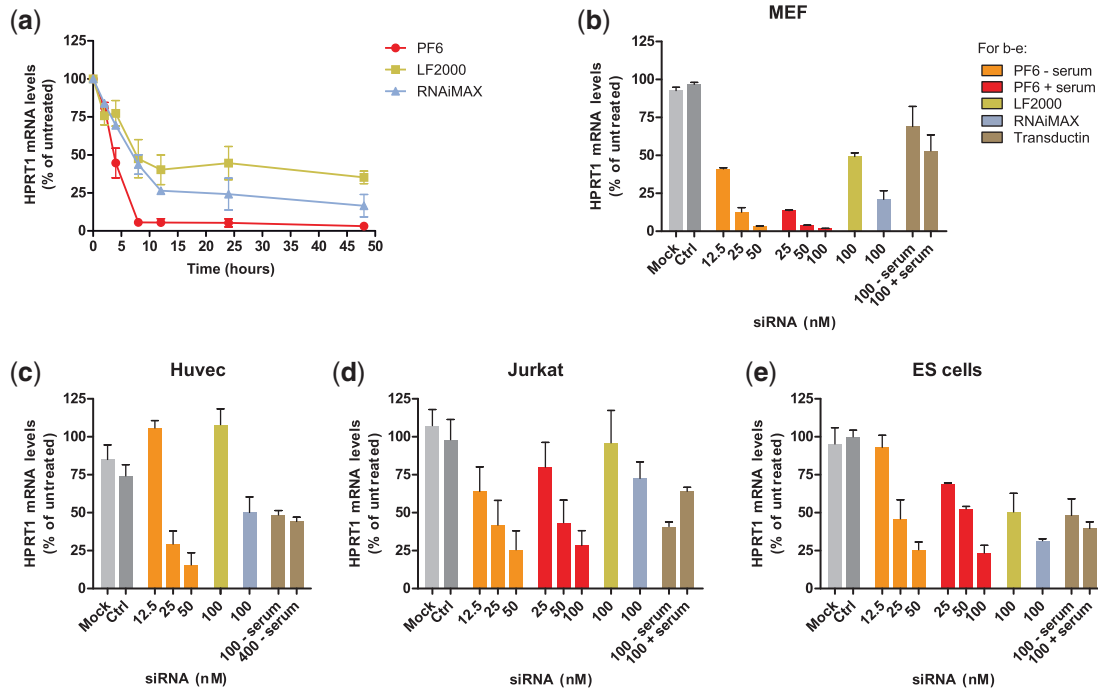 (a)
125
100
75
50
25
0
HPRT1 mRNA levels
(% of untreated)
0 5 10 15 20 25 30 35 40 45 50
Time (hours)
PF6
LF2000
RNAiMAX
(b)
MEF
125
100
75
50
25
0
HPRT1 mRNA levels
(% of untreated)
Mock
Ctrl
12.5
25
50
25
50
100
100
100
100 - serum
100 + serum
siRNA (nM)
For b-e:
PF6 - serum
PF6 + serum
LF2000
RNAiMAX
Transductin
(c)
Huvec
125
100
75
50
25
0
HPRT1 mRNA levels
(% of untreated)
Mock
Ctrl
12.5
25
50
100
100
100 - serum
400 - serum
siRNA (nM)
(d)
Jurkat
125
100
75
50
25
0
HPRT1 mRNA levels
(% of untreated)
Mock
Ctrl
12.5
25
50
25
50
100
100
100
100 - serum
100 + serum
siRNA (nM)
(e)
ES cells
125
100
75
50
25
0
HPRT1 mRNA levels
(% of untreated)
Mock
Ctrl
12.5
25
50
25
50
100
100
100
100 - serum
100 + serum
siRNA (nM)